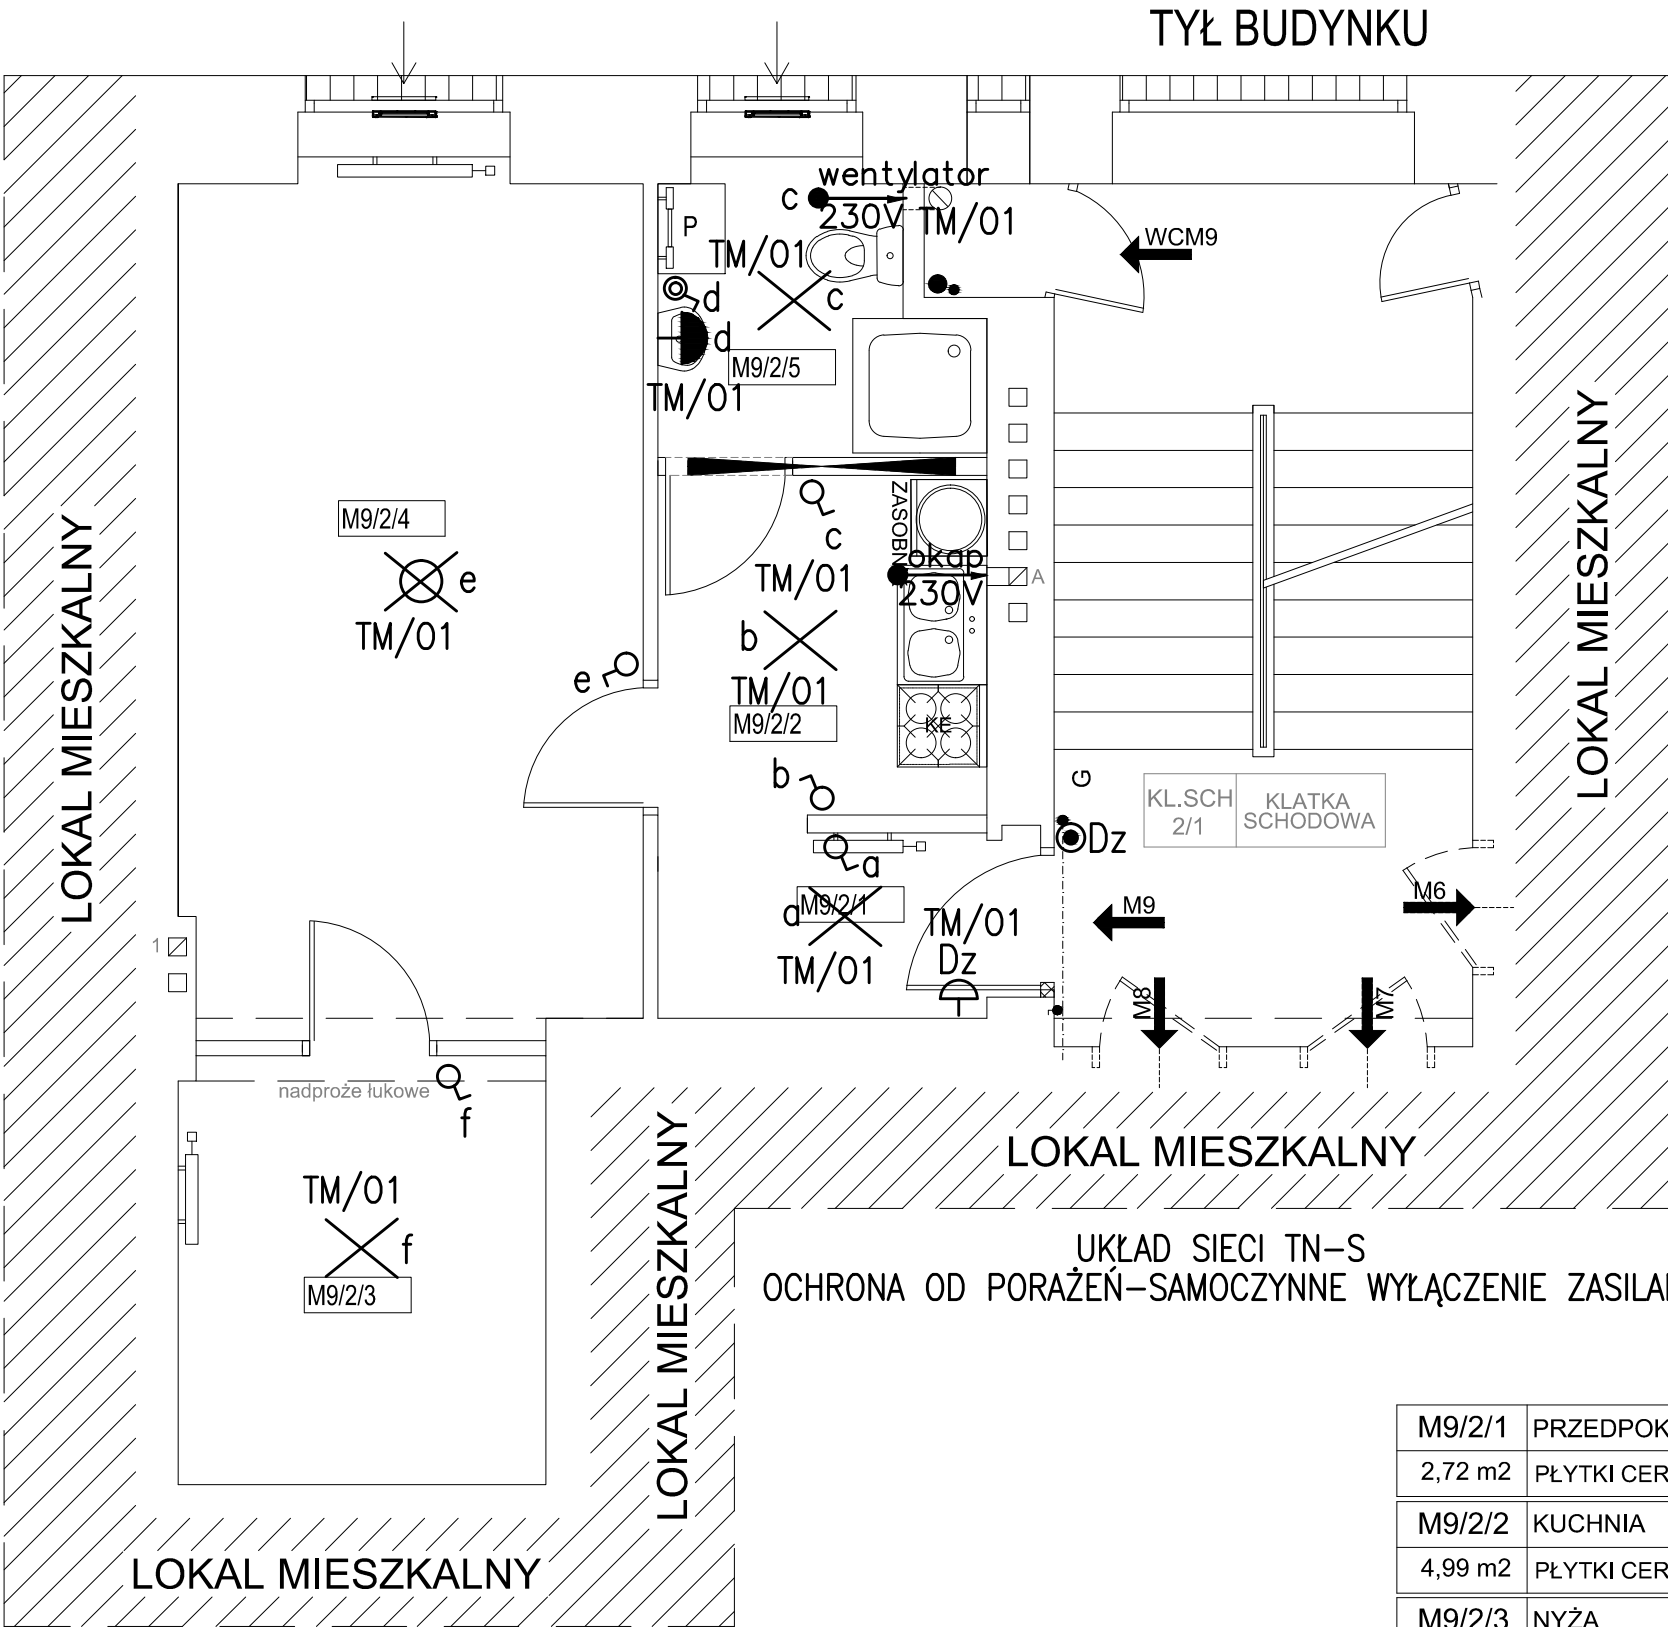 TYŁ BUDYNKU
wentylator
c
230V
TM/01
P
TM/01
WCM9
c
d
d
M9/2/5
TM/01
LOKAL MIESZKALNY
LOKAL MIESZKALNY
M9/2/4
e
TM/01
c
okap
230V
A
TM/01
b
TM/01
M9/2/2
e
KE
b
G
KL.SCH
2/1
KLATKA
SCHODOWA
Dz
a
M9/2/1
a
TM/01
TM/01
Dz
M9
M6
M8
M7
1
nadproże łukowe
f
TM/01
f
M9/2/3
LOKAL MIESZKALNY
LOKAL MIESZKALNY
LOKAL MIESZKALNY
UKŁAD SIECI TN-S
OCHRONA OD PORAŻEŃ-SAMOCZYNNE WYŁĄCZENIE
M9/2/1
2,72 m2 PŁYTKI
M9/2/2 KUCHNIA
4,99 m2 PŁYTKI
M9/2/3 NYŻA